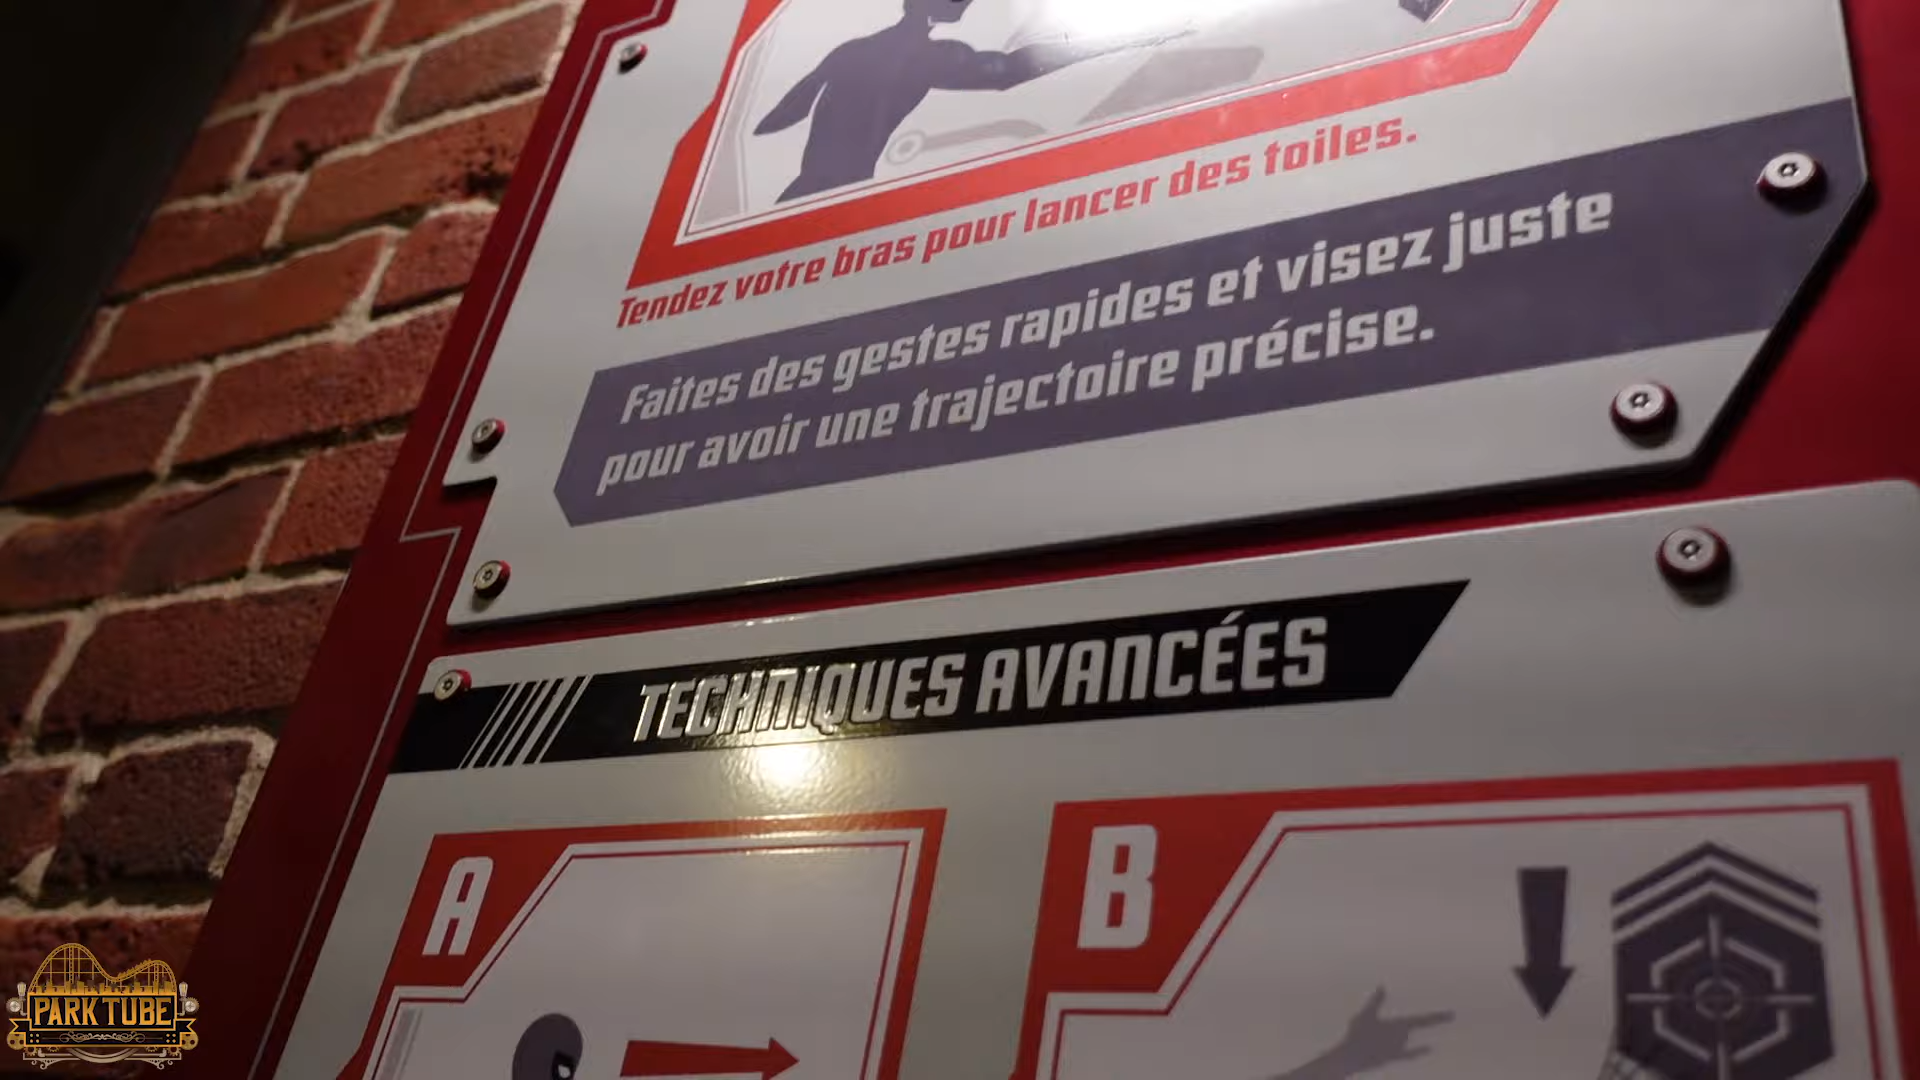 Tendez votre bras pour lancer des toiles.
Faites des gestes rapides et visez juste
pour avoir une trajectoire précise.
TECHNIQUES AVANCÉES
A
B
PARK TUBE